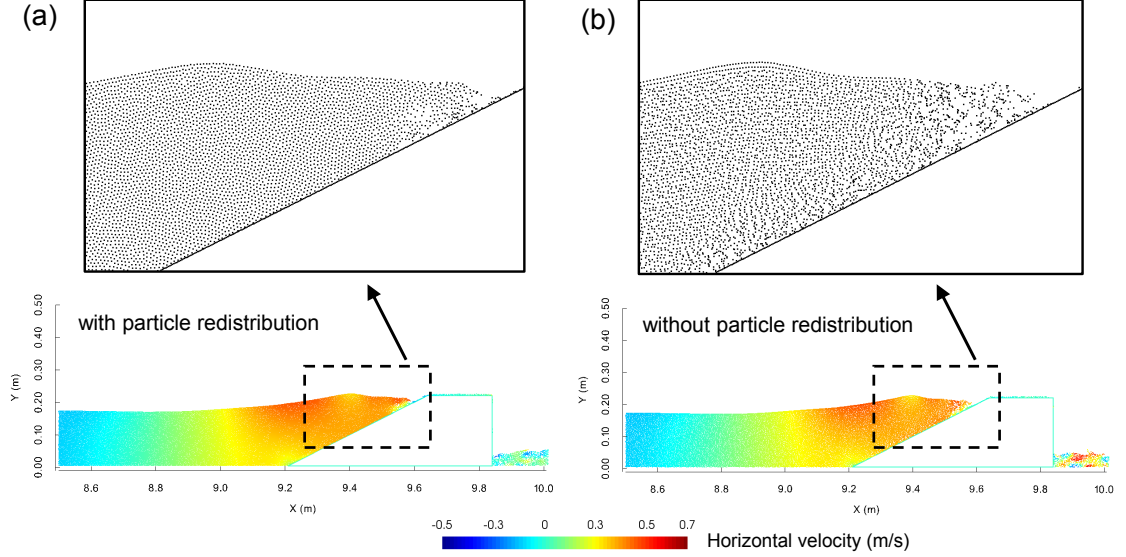 (a)
(b)
with particle redistribution
without particle redistribution
0.50
0.40
0.30
0.20
0.10
0.00
Y (m)
8.6 8.8 9.0 9.2 9.4 9.6 9.8 10.0
X (m)
0.50
0.40
0.30
0.20
0.10
0.00
Y (m)
8.6 8.8 9.0 9.2 9.4 9.6 9.8 10.0
X (m)
-0.5 -0.3 0 0.3 0.5 0.7
Horizontal velocity (m/s)